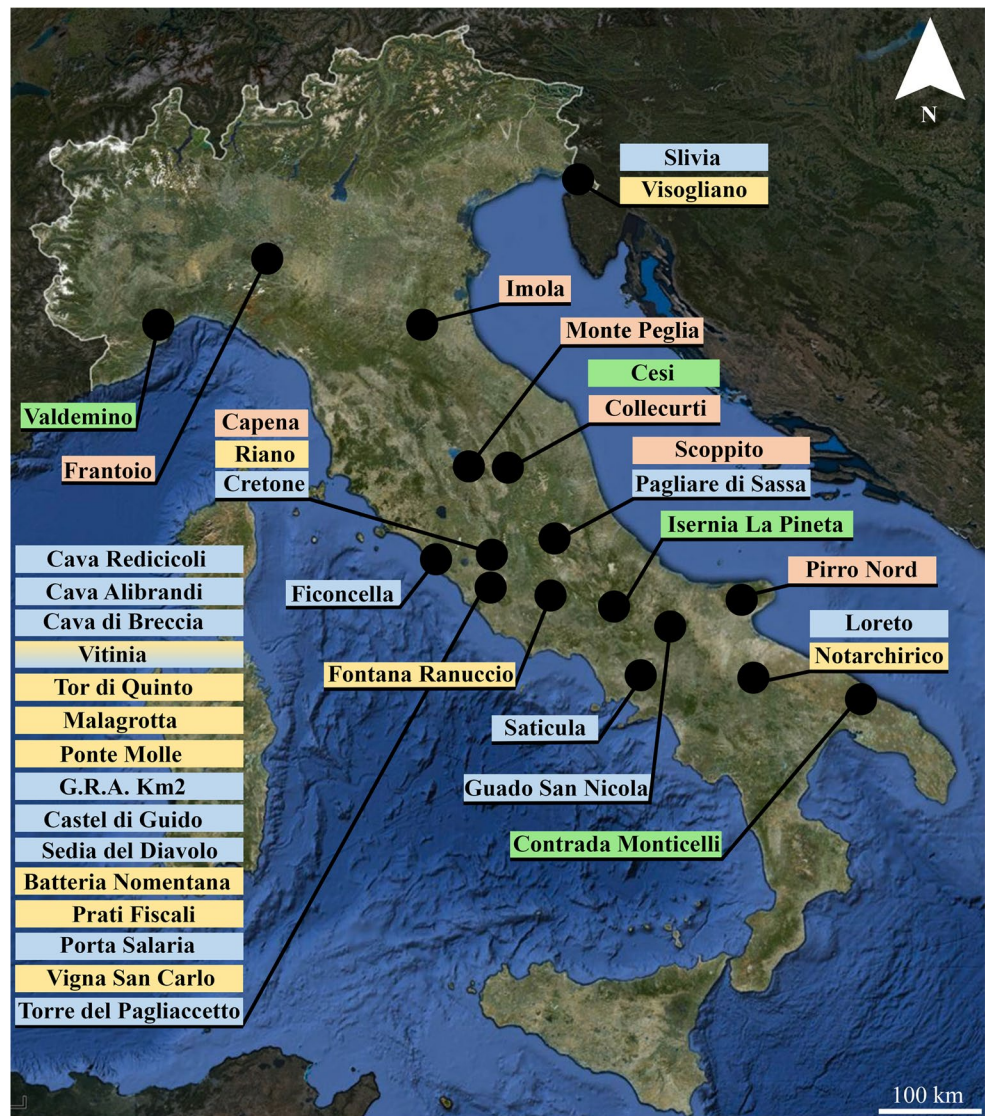 N
Slivia
Visogliano
Imola
Monte Peglia
Cesi
Collecurti
Valdemino
Frantoio
Capena
Riano
Cretone
Scoppito
Pagliare di Sassa
Isernia La Pineta
Pirro Nord
Ficoncella
Loreto
Notarchirico
Fontana Ranuccio
Saticula
Guado San Nicola
Contrada Monticelli
Cava Redicicoli
Cava Alibrandi
Cava di Breccia
Vitinia
Tor di Quinto
Malagrotta
Ponte Molle
G.R.A. Km2
Castel di Guido
Sedia del Diavolo
Batteria Nomentana
Prati Fiscali
Porta Salaria
Vigna San Carlo
Torre del Pagliaccetto
100 km